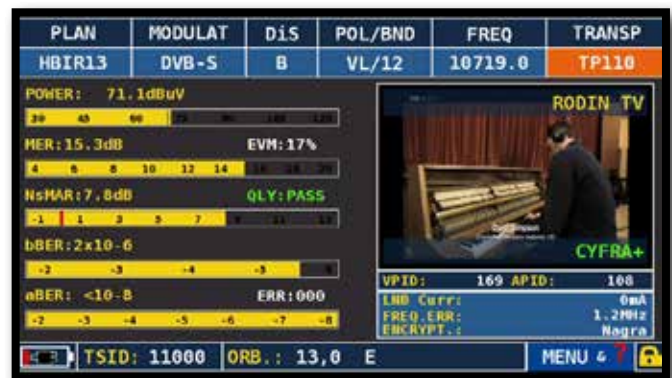 PLAN MODULAT DiS POL/BND FREQ TRANSP
HBIR13 DVB-S B VL/12 10719.0 TP110
POWER: 71.1dBuV
30 45 60
MER:15.3dB EVM:17%
4 6 8 10 12 14
NsMAR:7.8dB QLY:PASS
-1 1 3 5 7
bBER:2x10-6
-2 -3 -4 -5
aBER: <10-8 ERR:000
-2 -3 -4 -5 -6 -7 -8
RODIN TV
CYFRA+
VPID: 169 APID: 108
LNB Curr: 0mA
FREQ.ERR: 1.2MHz
ENCRYPT.: Nagra
TSID: 11000 ORB.: 13,0 E MENU & ?